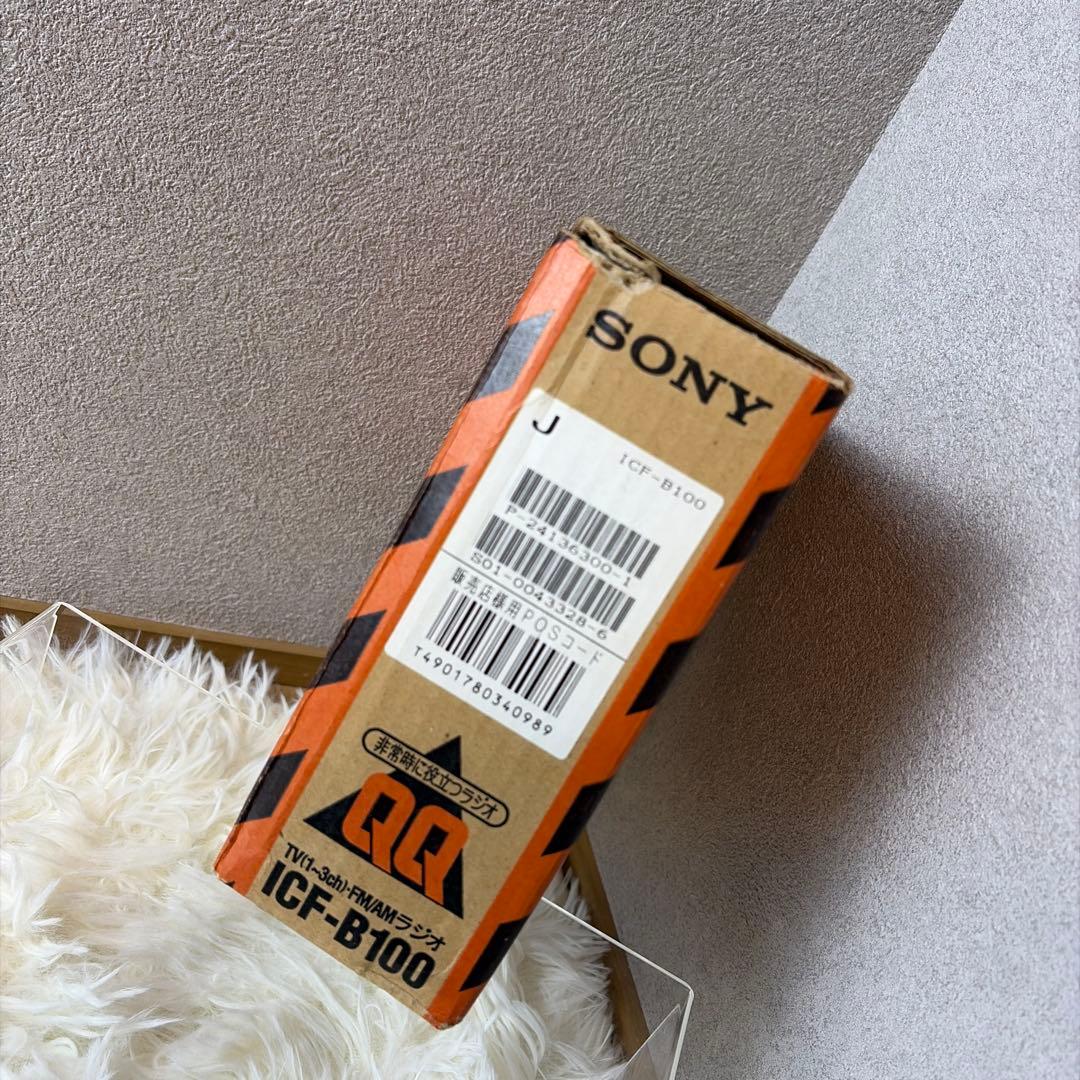 SONY
J
ICF-B100
P-24136300-1
S01-0043328-6
販売店様用POSコード
T4901780340989
非常時に役立つラジオ
QQ
TV(1~3ch)·FM/AMラジオ
ICF-B100